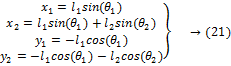 x₁ = l₁sin(θ₁)
x₂ = l₁sin(θ₁) + l₂sin(θ₂)
y₁ = −l₁cos(θ₁)
y₂ = −l₁cos(θ₁) − l₂cos(θ₂)
} → (21)